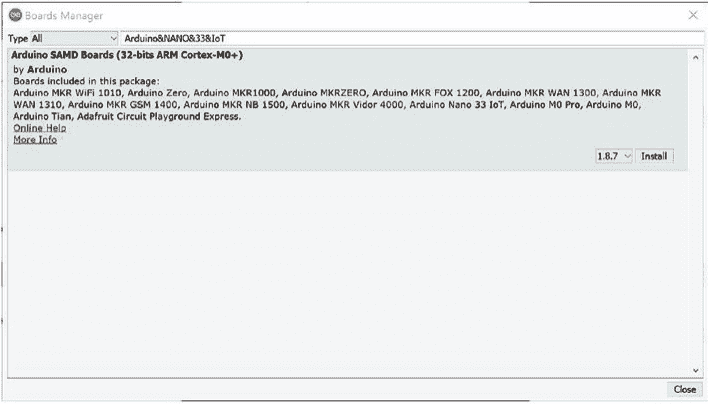 Boards Manager
Type All Arduino&NANO&33&IoT
Arduino SAMD Boards (32-bits ARM Cortex-M0+)
by Arduino
Boards included in this package:
Arduino MKR WiFi 1010, Arduino Zero, Arduino MKR1000, Arduino MKRZERO, Arduino MKR FOX 1200, Arduino MKR WAN 1300, Arduino MKR
WAN 1310, Arduino MKR GSM 1400, Arduino MKR NB 1500, Arduino MKR Vidor 4000, Arduino Nano 33 IoT, Arduino M0 Pro, Arduino M0,
Arduino Tian, Adafruit Circuit Playground Express.
Online Help
More Info
1.8.7 Install
Close